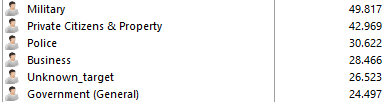 Military 49.817
Private Citizens & Property 42.969
Police 30.622
Business 28.466
Unknown_target 26.523
Government (General) 24.497